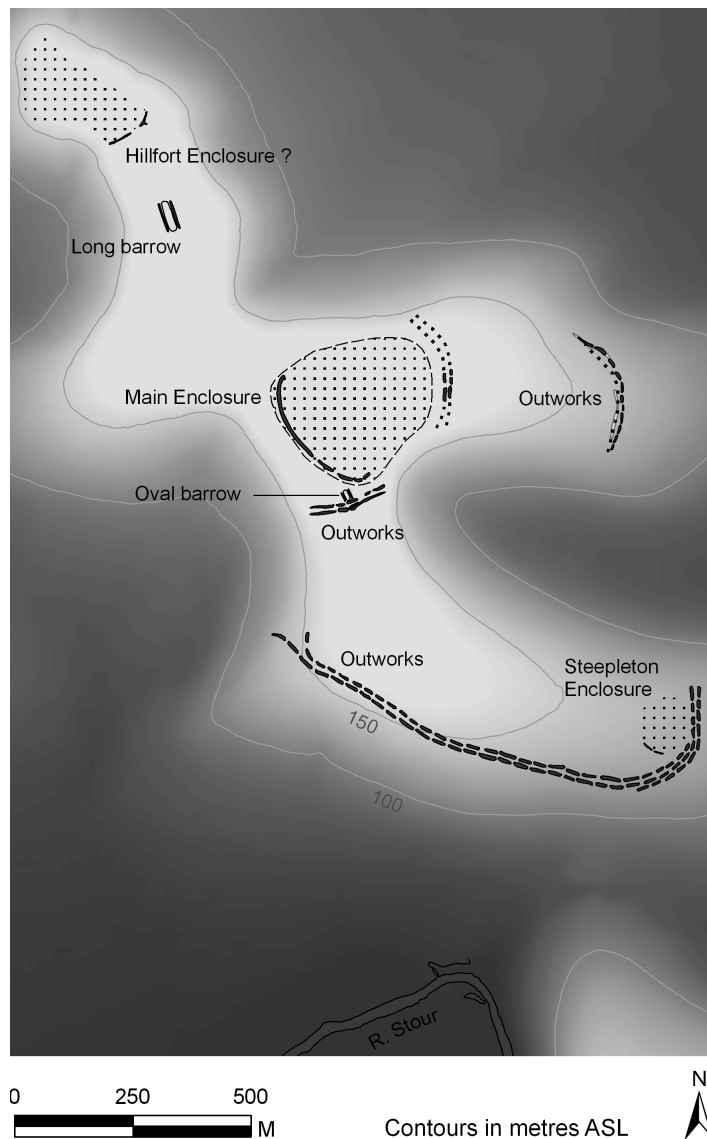 Hillfort Enclosure ?
Long barrow
Main Enclosure
Outworks
Oval barrow
Outworks
Outworks
Steepleton
Enclosure
150
100
R. Stour
0 250 500
M
Contours in metres ASL
N